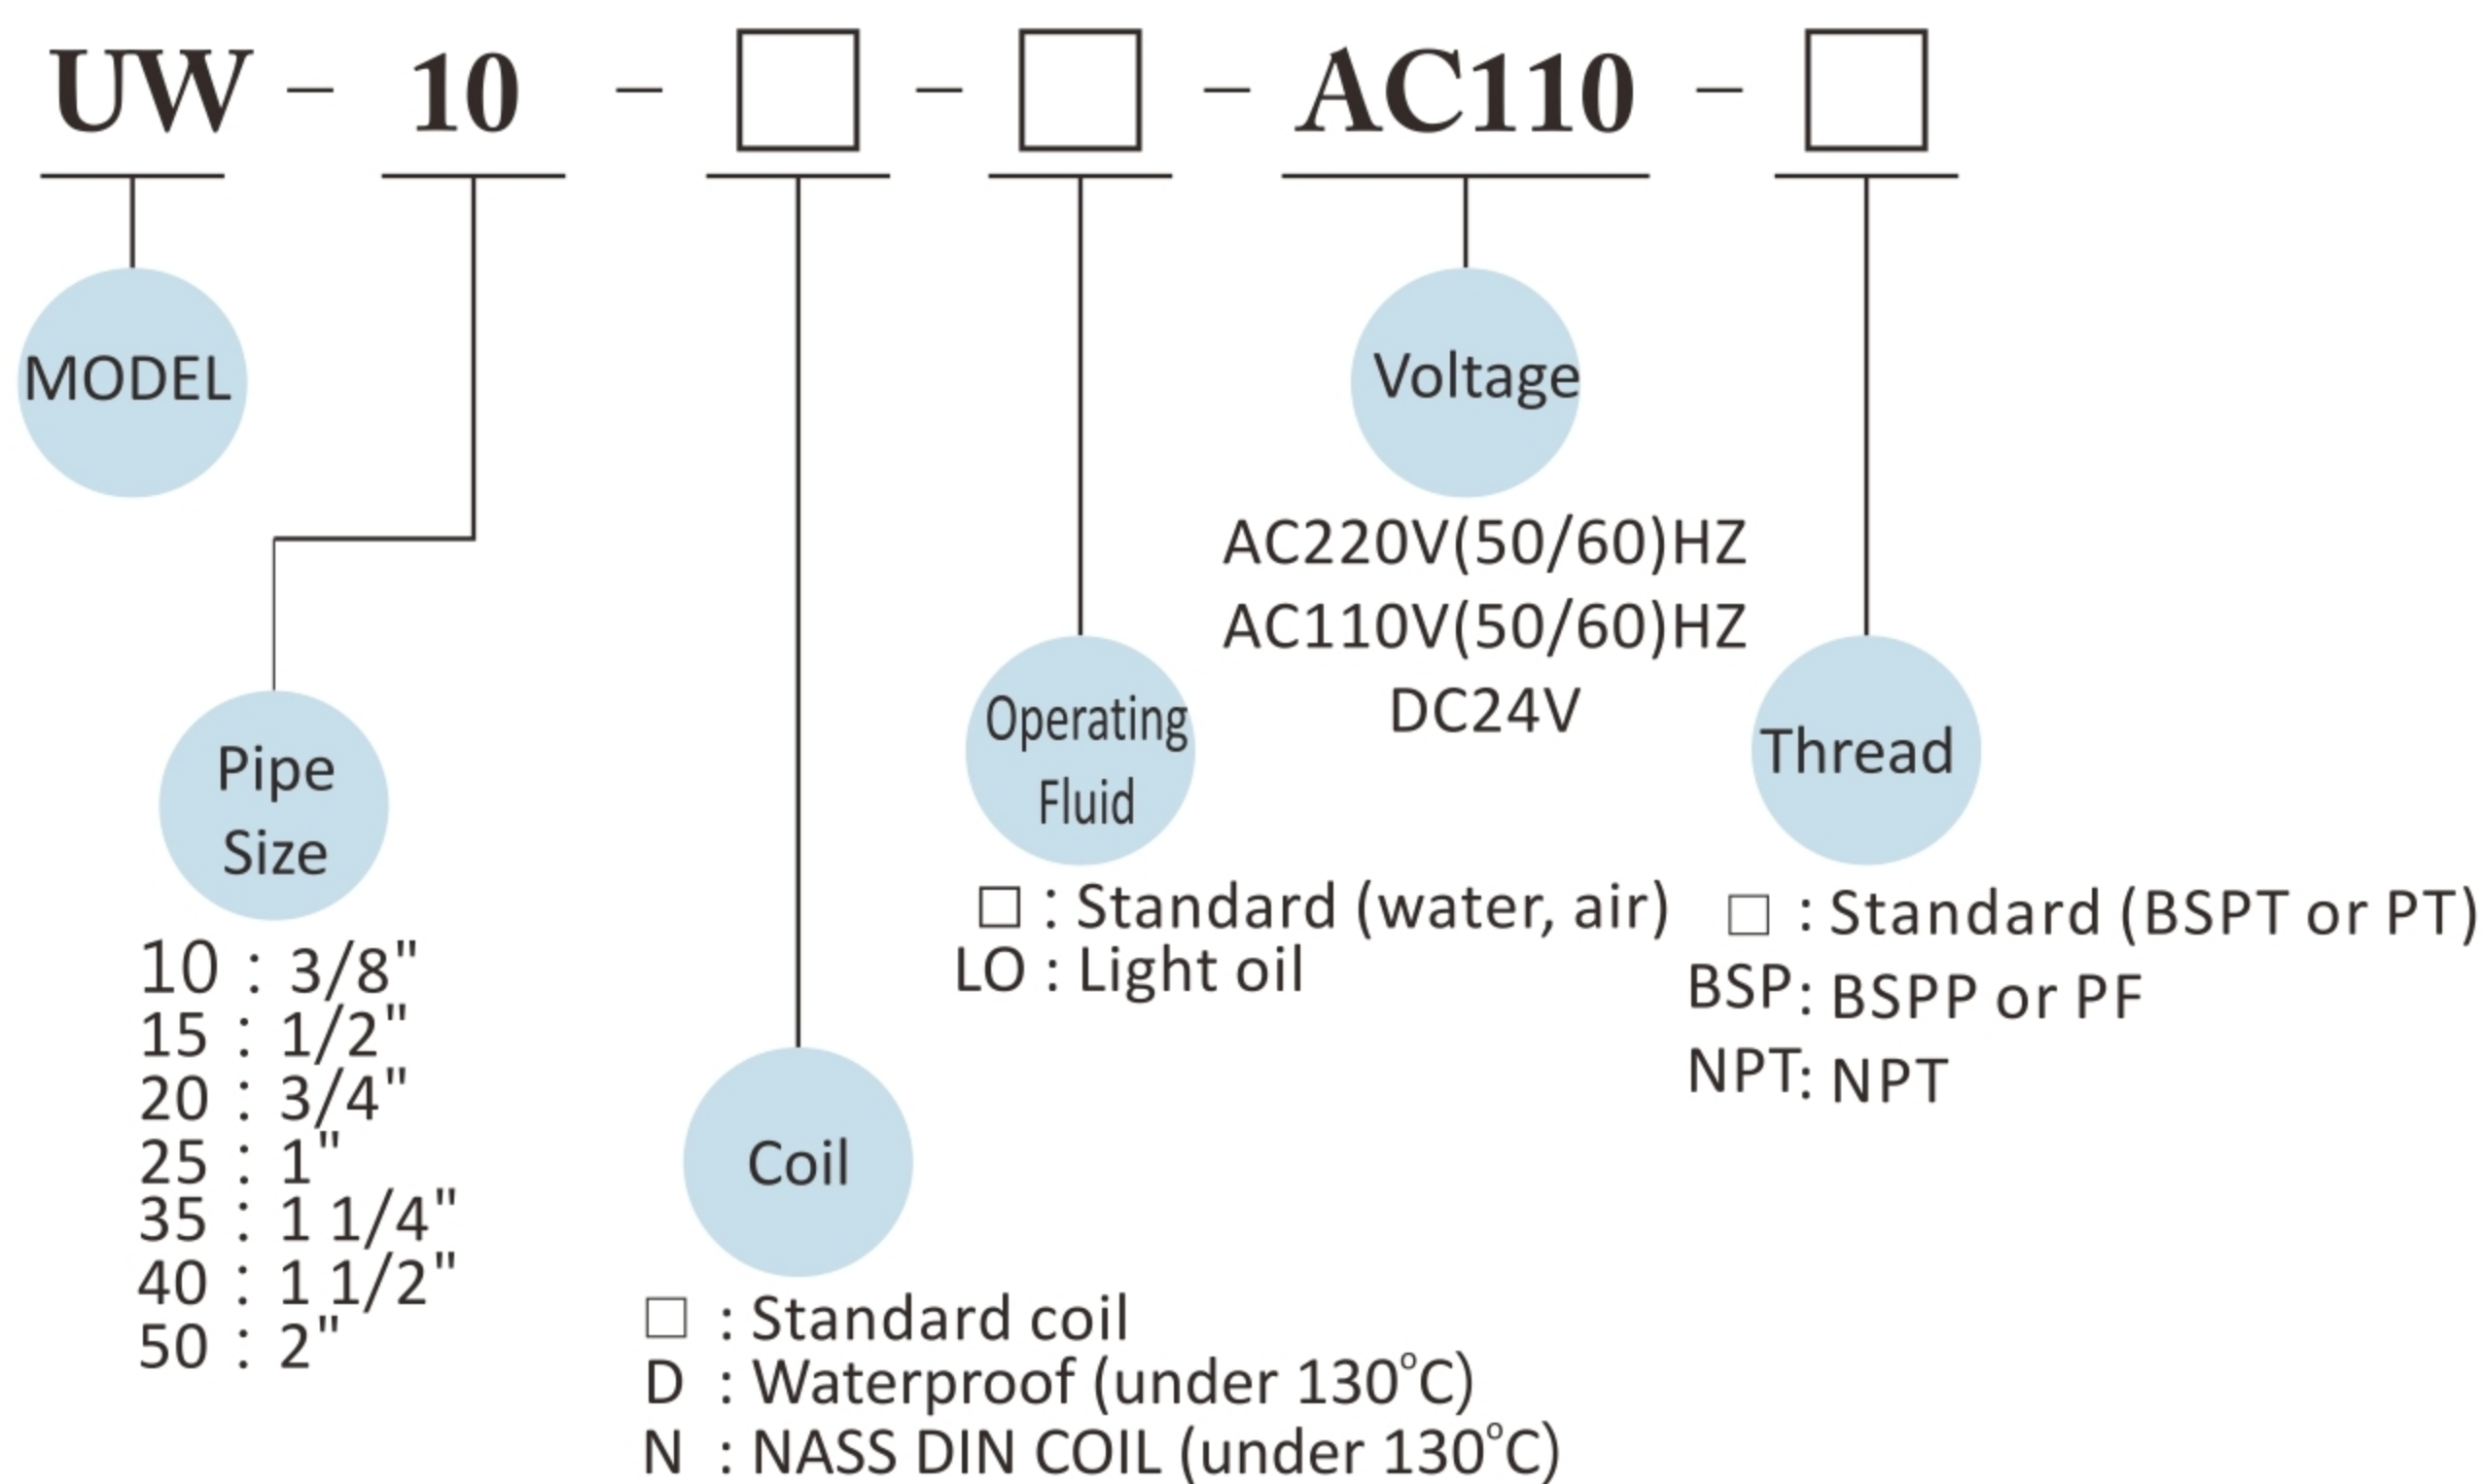 UW – 10 – □ – □ – AC110 – □
MODEL
Pipe
Size
10 : 3/8"
15 : 1/2"
20 : 3/4"
25 : 1"
35 : 1 1/4"
40 : 1 1/2"
50 : 2"
Coil
□ : Standard coil
D : Waterproof (under 130°C)
N : NASS DIN COIL (under 130°C)
Operating
Fluid
□ : Standard (water, air)
LO : Light oil
Voltage
AC220V(50/60)HZ
AC110V(50/60)HZ
DC24V
Thread
□ : Standard (BSPT or PT)
BSP: BSPP or PF
NPT: NPT